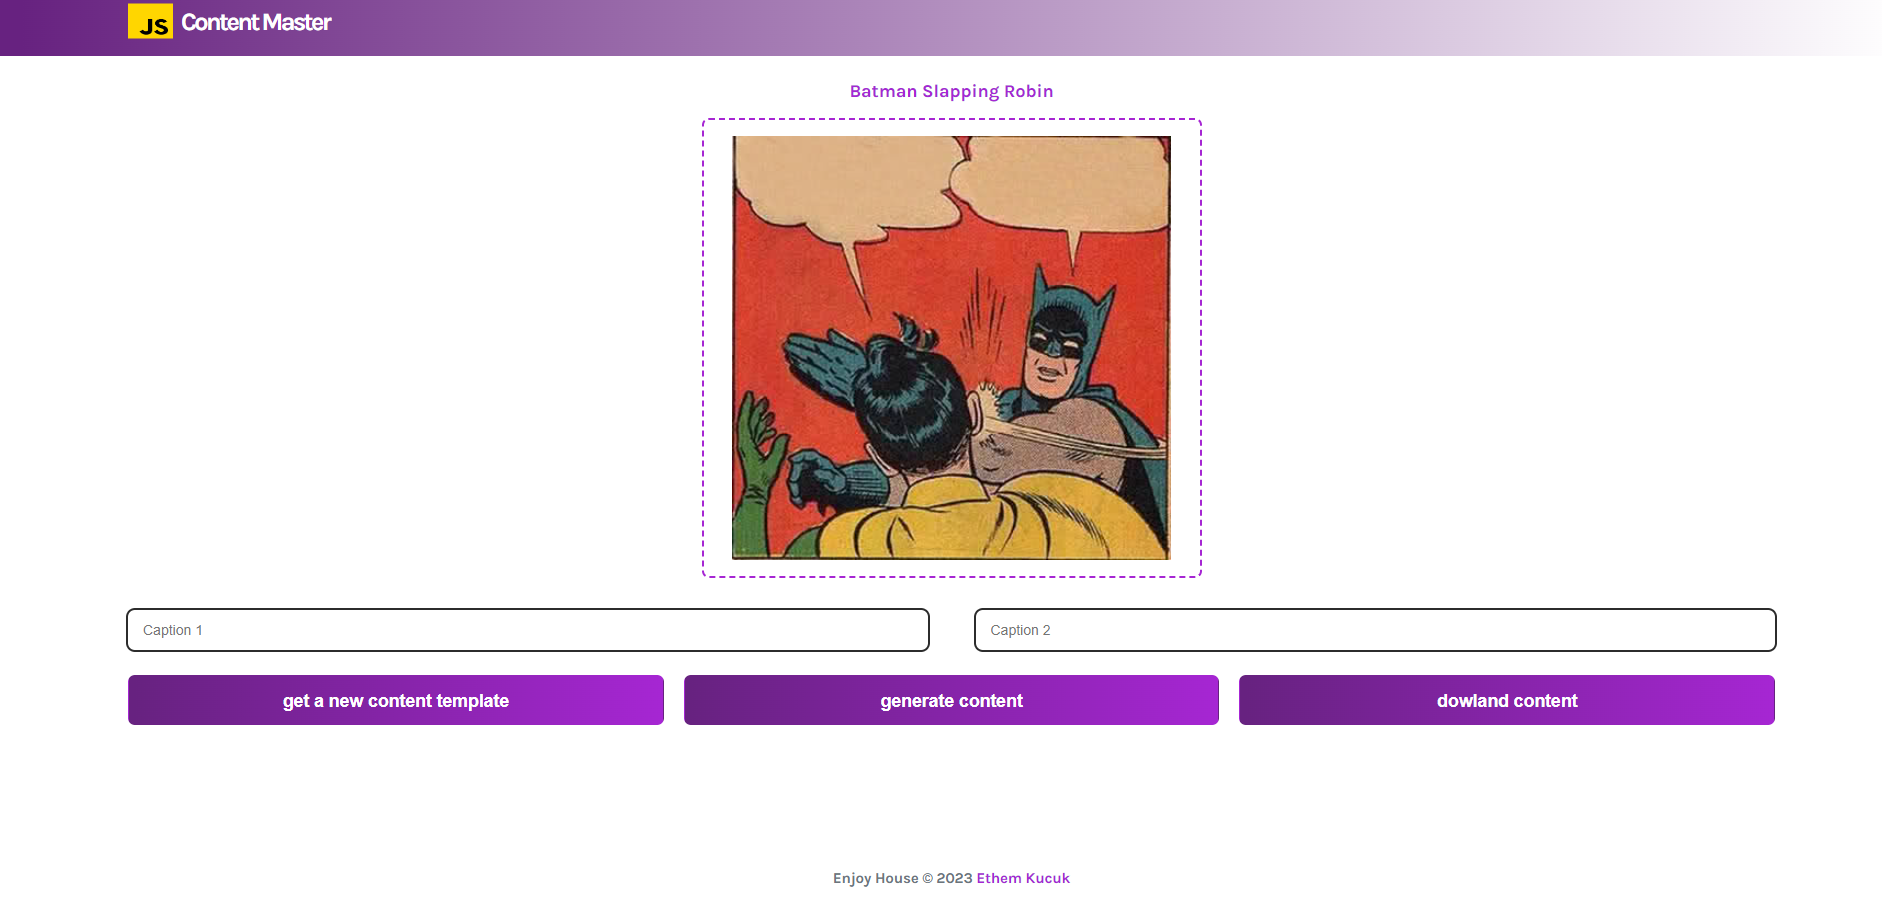 JS Content Master
Batman Slapping Robin
Caption 1
Caption 2
get a new content template
generate content
dowland content
Enjoy House © 2023 Ethem Kucuk